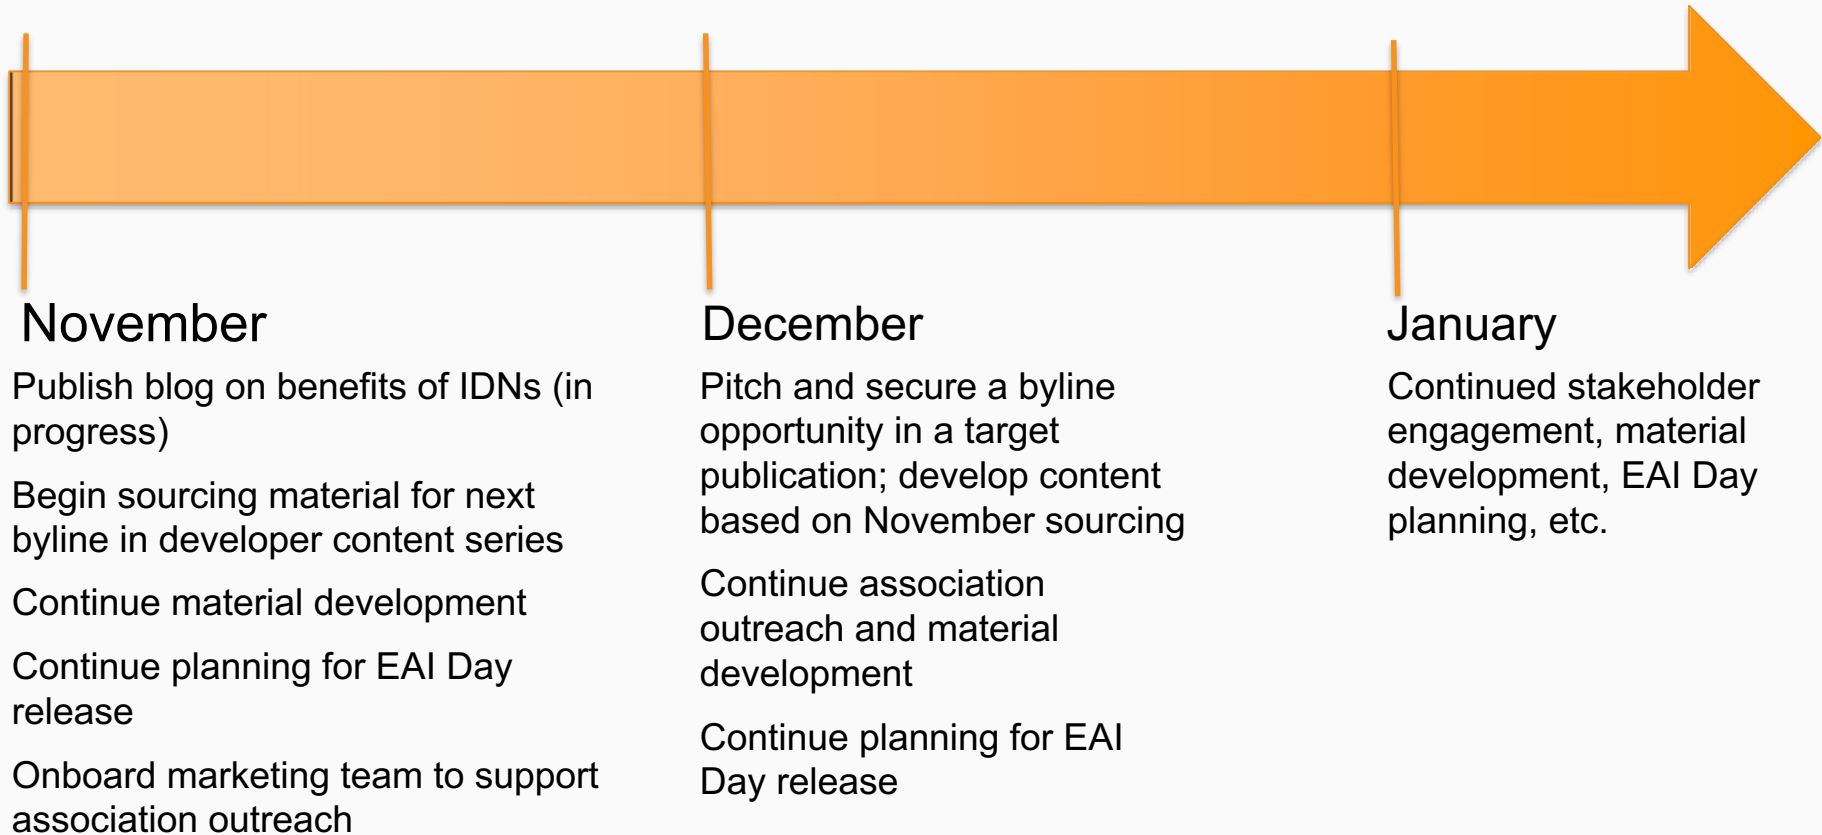 November
Publish blog on benefits of IDNs (in
progress)
Begin sourcing material for next
byline in developer content series
Continue material development
Continue planning for EAI Day
release
Onboard marketing team to support
association outreach
December
Pitch and secure a byline
opportunity in a target
publication; develop content
based on November sourcing
Continue association
outreach and material
development
Continue planning for EAI
Day release
January
Continued stakeholder
engagement, material
development, EAI Day
planning, etc.